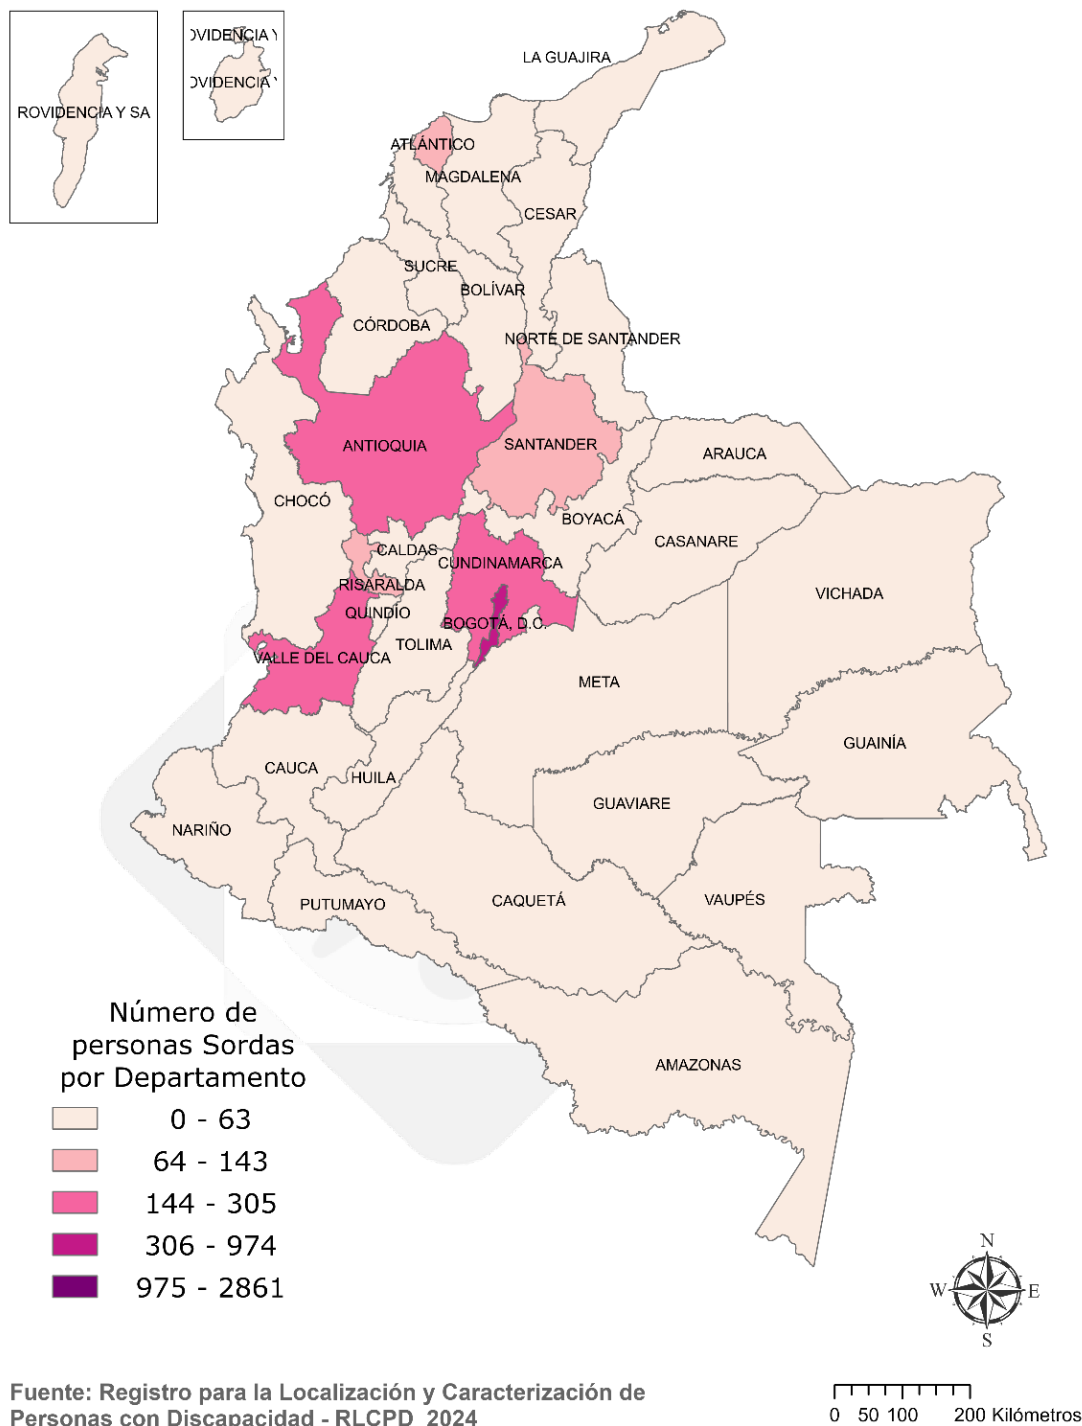 OVIDENCIA Y
OVIDENCIA Y
ROVIDENCIA Y SA
LA GUAJIRA
ATLÁNTICO
MAGDALENA
CESAR
SUCRE
BOLÍVAR
CÓRDOBA
NORTE DE SANTANDER
ANTIOQUIA
SANTANDER
ARAUCA
CHOCÓ
BOYACÁ
CASANARE
CALDAS
CUNDINAMARCA
RISARALDA
VICHADA
QUINDÍO
BOGOTÁ, D.C.
TOLIMA
VALLE DEL CAUCA
META
GUAINÍA
CAUCA
HUILA
GUAVIARE
NARIÑO
CAQUETÁ
VAUPÉS
PUTUMAYO
AMAZONAS
Número de
personas Sordas
por Departamento
0 - 63
64 - 143
144 - 305
306 - 974
975 - 2861
N
W E
S
Fuente: Registro para la Localización y Caracterización de
Personas con Discapacidad - RLCPD 2024
0 50 100 200 Kilómetros